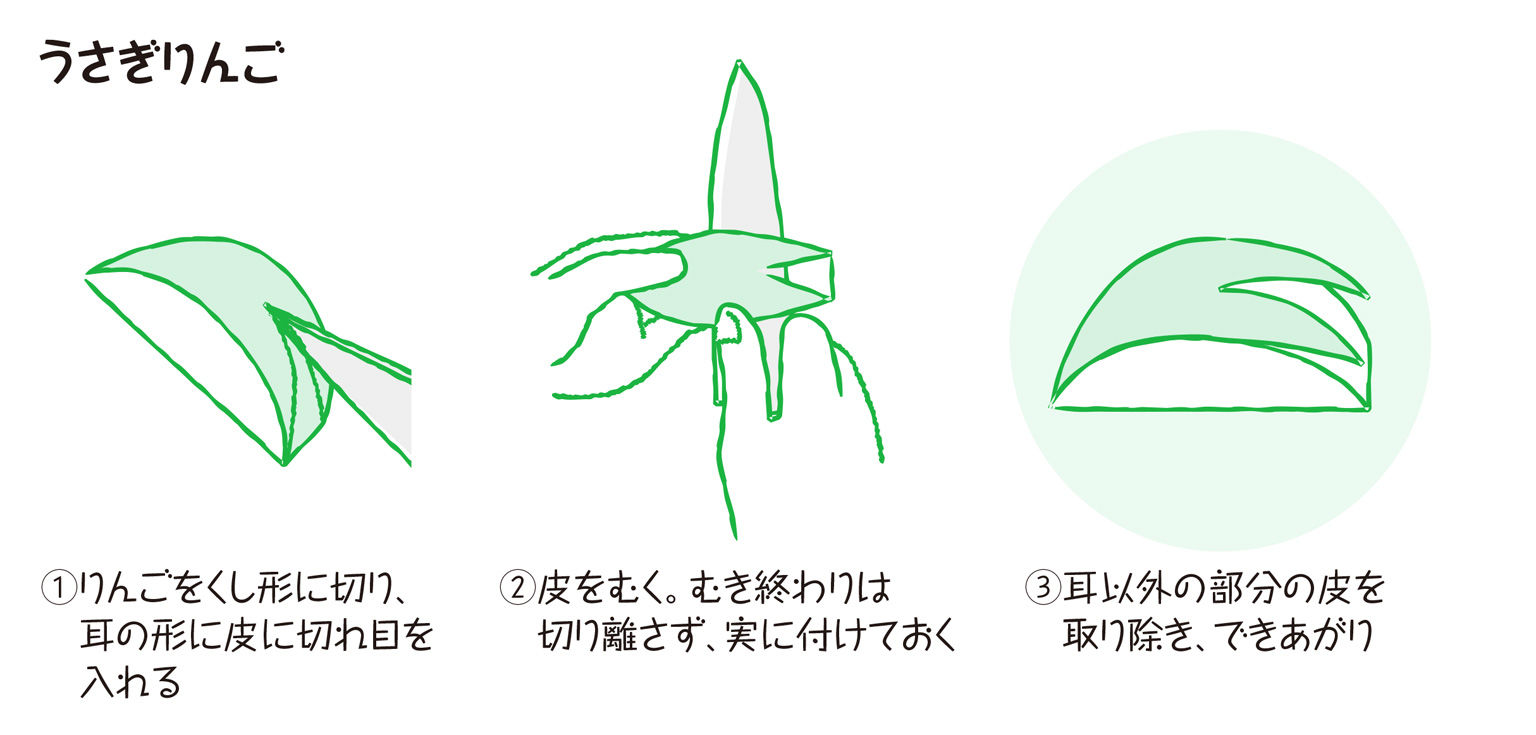 うさぎりんご
①りんごをくし形に切り、
耳の形に皮に切れ目を
入れる
②皮をむく。むき終わりは
切り離さず、実に付けておく
③耳以外の部分の皮を
取り除き、できあがり